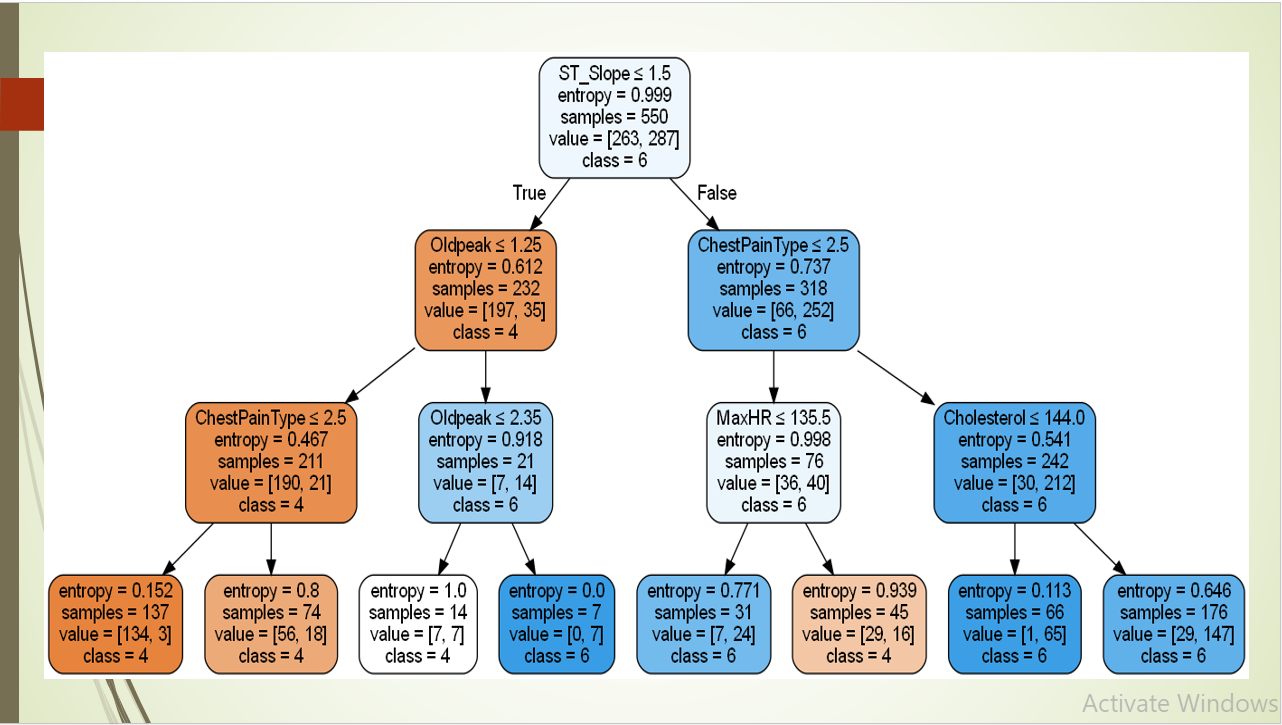 ST_Slope ≤ 1.5
entropy = 0.999
samples = 550
value = [263, 287]
class = 6
True
False
Oldpeak ≤ 1.25
entropy = 0.612
samples = 232
value = [197, 35]
class = 4
ChestPainType ≤ 2.5
entropy = 0.737
samples = 318
value = [66, 252]
class = 6
ChestPainType ≤ 2.5
entropy = 0.467
samples = 211
value = [190, 21]
class = 4
Oldpeak ≤ 2.35
entropy = 0.918
samples = 21
value = [7, 14]
class = 6
MaxHR ≤ 135.5
entropy = 0.998
samples = 76
value = [36, 40]
class = 6
Cholesterol ≤ 144.0
entropy = 0.541
samples = 242
value = [30, 212]
class = 6
entropy = 0.152
samples = 137
value = [134, 3]
class = 4
entropy = 0.8
samples = 74
value = [56, 18]
class = 4
entropy = 1.0
samples = 14
value = [7, 7]
class = 4
entropy = 0.0
samples = 7
value = [0, 7]
class = 6
entropy = 0.771
samples = 31
value = [7, 24]
class = 6
entropy = 0.939
samples = 45
value = [29, 16]
class = 4
entropy = 0.113
samples = 66
value = [1, 65]
class = 6
entropy = 0.646
samples = 176
value = [29, 147]
class = 6
Activate Windows